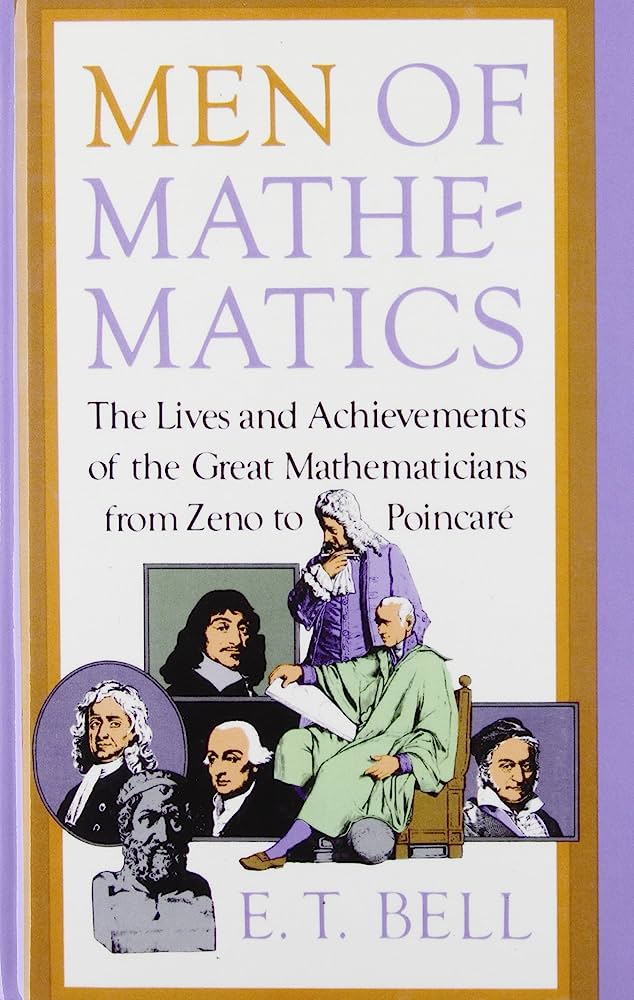 MEN OF
MATHE-
MATICS
The Lives and Achievements
of the Great Mathematicians
from Zeno to Poincaré
E. T. BELL